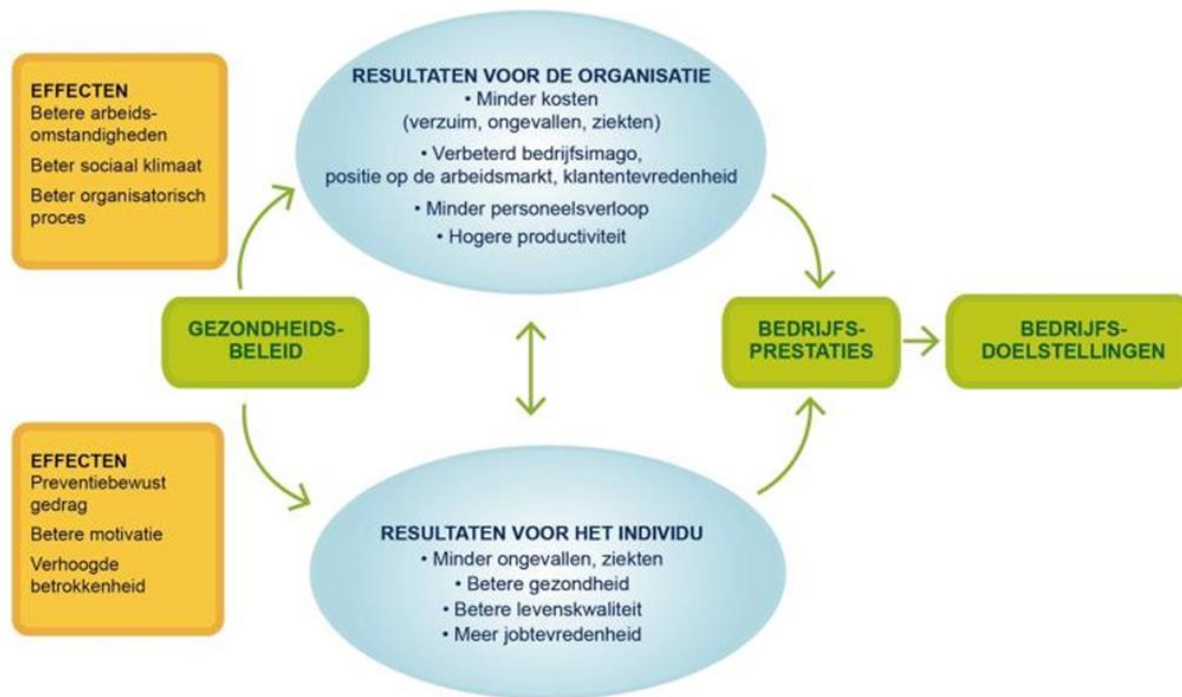 EFFECTEN
Betere arbeids-
omstandigheden
Beter sociaal klimaat
Beter organisatorisch
proces
RESULTATEN VOOR DE ORGANISATIE
• Minder kosten
(verzuim, ongevallen, ziekten)
• Verbeterd bedrijfsimago,
positie op de arbeidsmarkt, klantentevredenheid
• Minder personeelsverloop
• Hogere productiviteit
GEZONDHEIDS-
BELEID
BEDRIJFS-
PRESTATIES
BEDRIJFS-
DOELSTELLINGEN
EFFECTEN
Preventiebewust
gedrag
Betere motivatie
Verhoogde
betrokkenheid
RESULTATEN VOOR HET INDIVIDU
• Minder ongevallen, ziekten
• Betere gezondheid
• Betere levenskwaliteit
• Meer jobtevredenheid